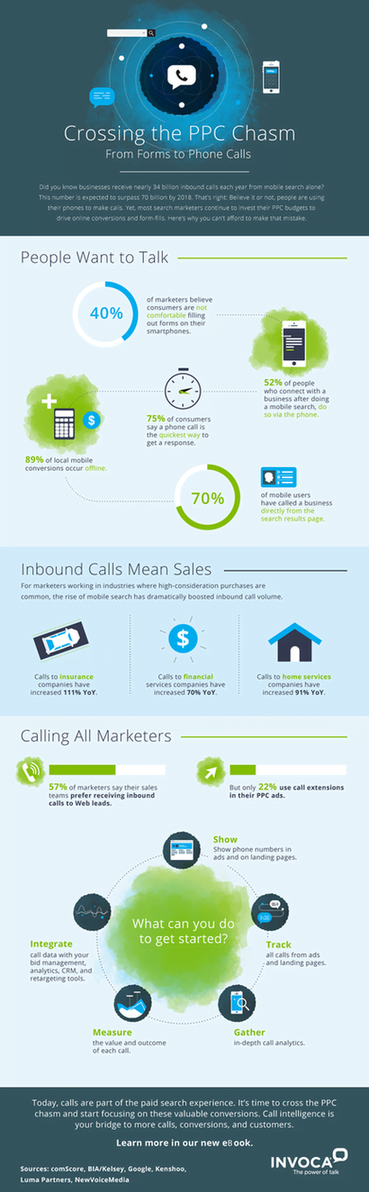 Crossing the PPC Chasm
From Forms to Phone Calls
Did you know businesses receive nearly 34 billion inbound calls each year from mobile search alone?
This number is expected to surpass 70 billion by 2018. That's right: Believe it or not, people are using
their phones to make calls. Yet, most search marketers continue to invest their PPC budgets to
drive online conversions and form-fills. Here's why you can't afford to make that mistake.
People Want to Talk
40%
of marketers believe
consumers are not
comfortable filling
out forms on their
smartphones.
52% of people
who connect with a
business after doing
a mobile search, do
so via the phone.
75% of consumers
say a phone call is
the quickest way to
get a response.
$
89% of local mobile
conversions occur offline.
70%
of mobile users
have called a business
directly from the
search results page.
Inbound Calls Mean Sales
For marketers working in industries where high-consideration purchases are
common, the rise of mobile search has dramatically boosted inbound call volume.
$
Calls to insurance
companies have
increased 111% YoY.
Calls to financial
services companies have
increased 70% YoY.
Calls to home services
companies have
increased 91% YoY.
Calling All Marketers
57% of marketers say their sales
teams prefer receiving inbound
calls to Web leads.
But only 22% use call extensions
in their PPC ads.
Show
Show phone numbers in
ads and on landing pages.
What can you do
to get started?
Integrate
call data with your
bid management,
analytics, CRM, and
retargeting tools.
Track
all calls from ads
and landing pages.
Measure
the value and outcome
of each call.
Gather
in-depth call analytics.
Today, calls are part of the paid search experience. It's time to cross the PPC
chasm and start focusing on these valuable conversions. Call intelligence is
your bridge to more calls, conversions, and customers.
Learn more in our new eBook.
INVOCA
The power of talk
Sources: comScore, BIA/Kelsey, Google, Kenshoo,
Luma Partners, NewVoiceMedia